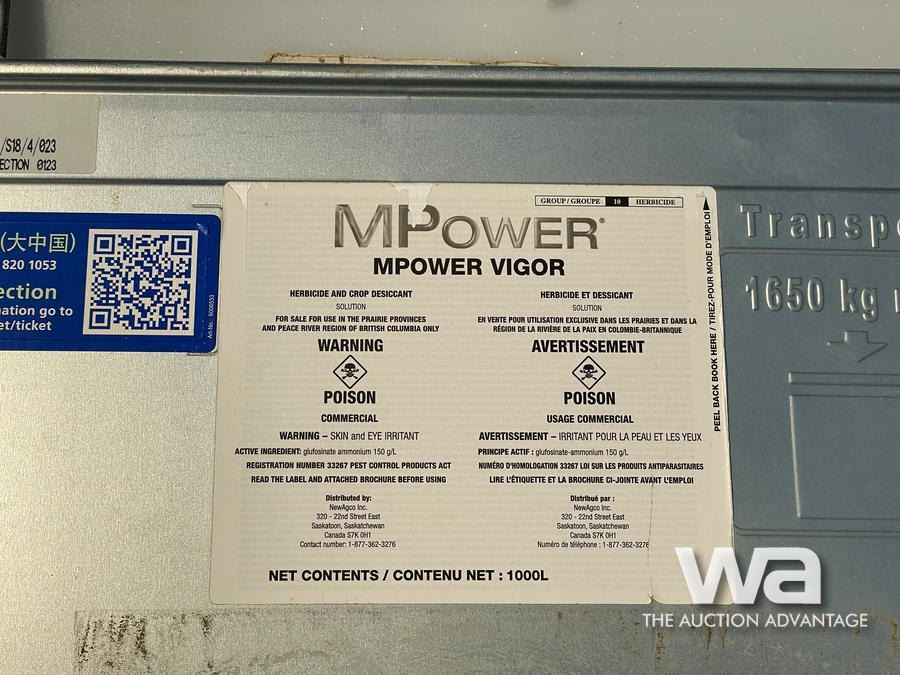 /S18/4/023
ECTION 0123
(大中国)
820 1053
ection
ation go to
et/ticket
Art-No. 0036333
GROUP/GROUPE 10 HERBICIDE
MPOWER®
MPOWER VIGOR
HERBICIDE AND CROP DESICCANT
SOLUTION
FOR SALE FOR USE IN THE PRAIRIE PROVINCES
AND PEACE RIVER REGION OF BRITISH COLUMBIA ONLY
WARNING
POISON
COMMERCIAL
WARNING – SKIN and EYE IRRITANT
ACTIVE INGREDIENT: glufosinate ammonium 150 g/L
REGISTRATION NUMBER 33267 PEST CONTROL PRODUCTS ACT
READ THE LABEL AND ATTACHED BROCHURE BEFORE USING
Distributed by:
NewAgco Inc.
320 - 22nd Street East
Saskatoon, Saskatchewan
Canada S7K 0H1
Contact number: 1-877-362-3276
HERBICIDE ET DESSICANT
SOLUTION
EN VENTE POUR UTILISATION EXCLUSIVE DANS LES PRAIRIES ET DANS LA
RÉGION DE LA RIVIÈRE DE LA PAIX EN COLOMBIE-BRITANNIQUE
AVERTISSEMENT
POISON
USAGE COMMERCIAL
AVERTISSEMENT – IRRITANT POUR LA PEAU ET LES YEUX
PRINCIPE ACTIF : glufosinate-ammonium 150 g/L
NUMÉRO D'HOMOLOGATION 33267 LOI SUR LES PRODUITS ANTIPARASITAIRES
LIRE L'ÉTIQUETTE ET LA BROCHURE CI-JOINTE AVANT L'EMPLOI
Distribué par :
NewAgco Inc.
320 - 22nd Street East
Saskatoon, Saskatchewan
Canada S7K 0H1
Numéro de téléphone : 1-877-362-3276
NET CONTENTS / CONTENU NET : 1000L
PEEL BACK BOOK HERE / TIREZ-POUR MODE D'EMPLOI
Transpo
1650 kg
wa
THE AUCTION ADVANTAGE